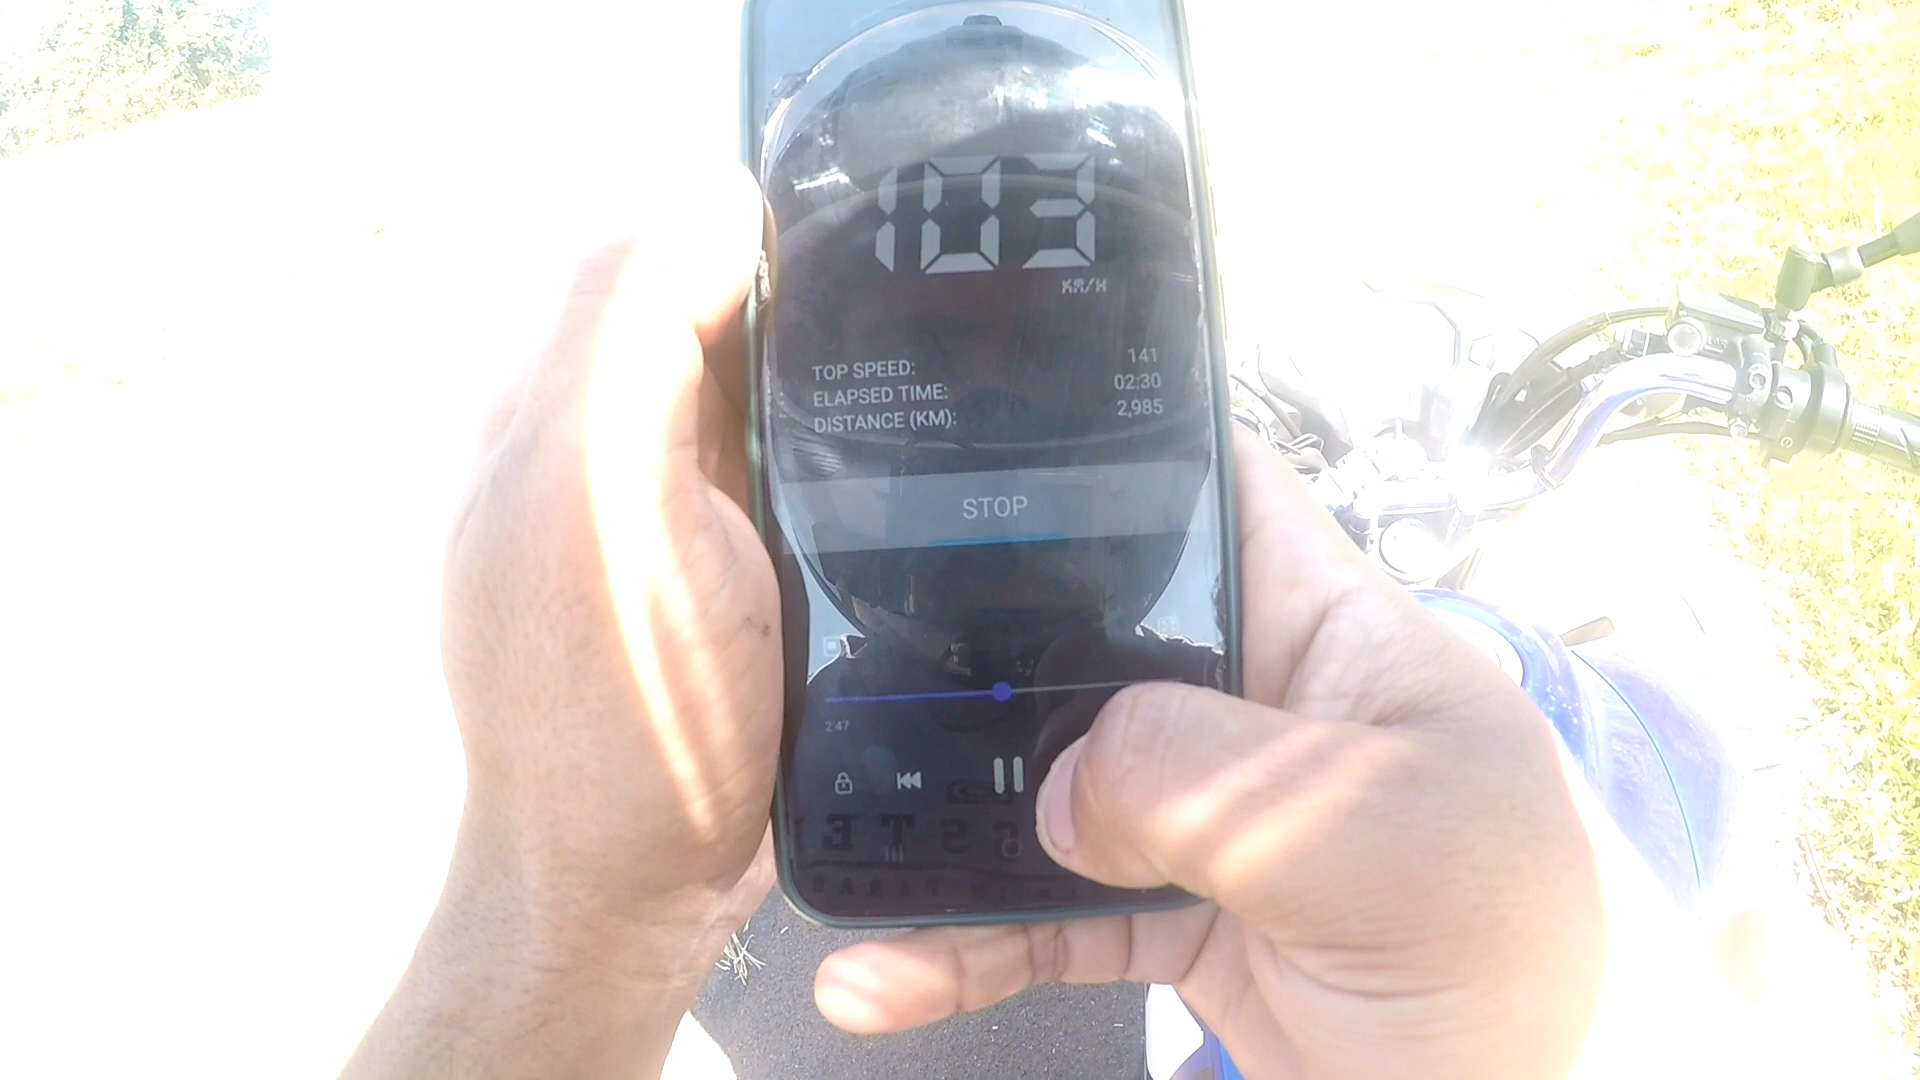 103
KM/H
TOP SPEED: 141
ELAPSED TIME: 02:30
DISTANCE (KM): 2,985
STOP
2:47